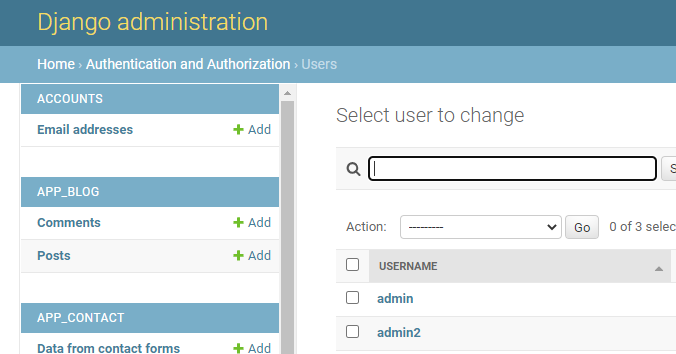 Django administration
Home › Authentication and Authorization › Users
ACCOUNTS
Email addresses + Add
APP_BLOG
Comments + Add
Posts + Add
APP_CONTACT
Data from contact forms + Add
Select user to change
S
Action: --------- Go 0 of 3 selec
USERNAME
admin
admin2